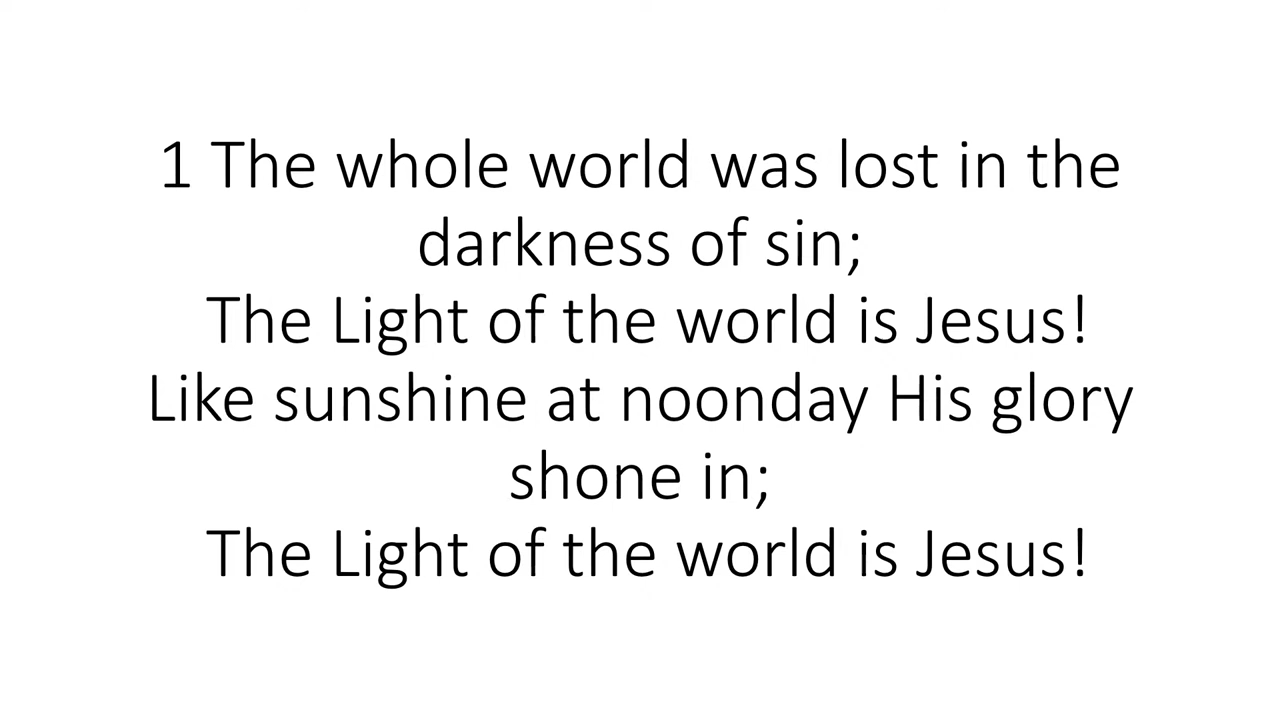 1 The whole world was lost in the
darkness of sin;
The Light of the world is Jesus!
Like sunshine at noonday His glory
shone in;
The Light of the world is Jesus!